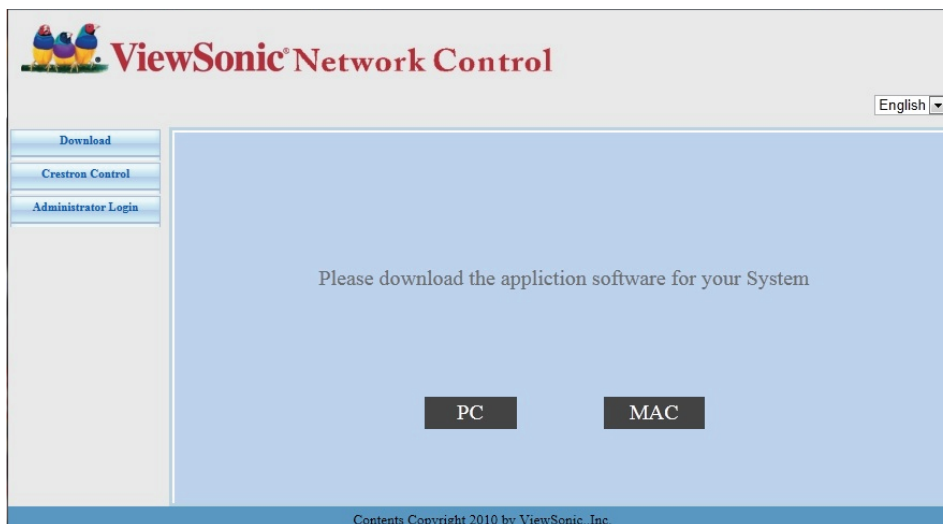 ViewSonic® Network Control
English
Download
Crestron Control
Administrator Login
Please download the appliction software for your System
PC
MAC
Contents Copyright 2010 by ViewSonic, Inc.